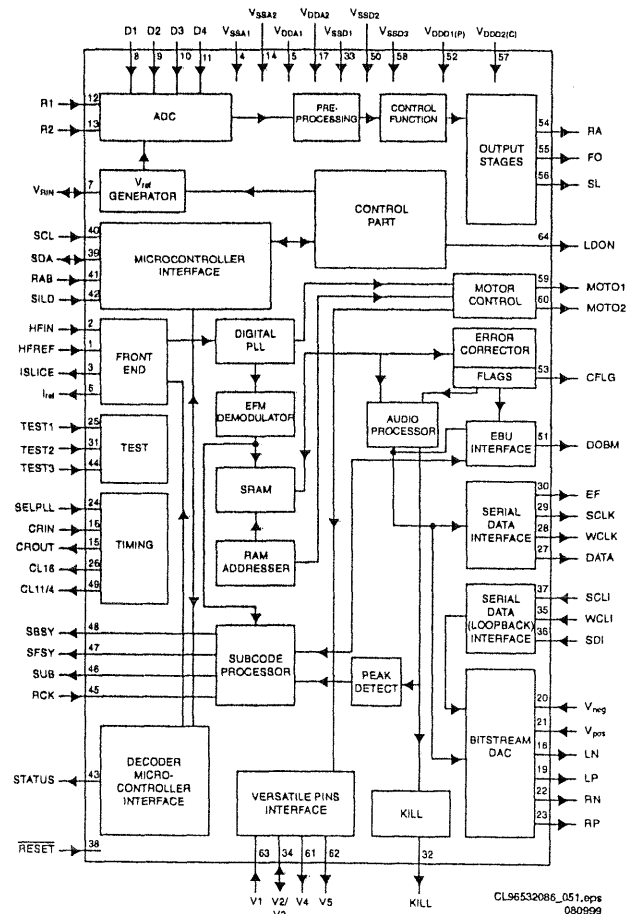 VSSA2 VDDA2 VSSD2
D1 D2 D3 D4 VSSA1 VDDA1 VSSD1 VSSD3 VDDD1(P) VDDD2(C)
8 9 10 11 4 14 5 17 33 50 58 52 57
R1 12
R2 13
ADC
PRE-
PROCESSING
CONTROL
FUNCTION
OUTPUT
STAGES
54 RA
55 FO
56 SL
VRIN 7
Vref
GENERATOR
CONTROL
PART
64 LDON
SCL 40
SDA 39
RAB 41
SILD 42
MICROCONTROLLER
INTERFACE
MOTOR
CONTROL
59 MOTO1
60 MOTO2
HFIN 2
HFREF 1
ISLICE 3
Iref 6
FRONT
END
DIGITAL
PLL
ERROR
CORRECTOR
FLAGS
53 CFLG
EFM
DEMODULATOR
AUDIO
PROCESSOR
EBU
INTERFACE
51 DOBM
TEST1 25
TEST2 31
TEST3 44
TEST
SRAM
SERIAL
DATA
INTERFACE
30 EF
29 SCLK
28 WCLK
27 DATA
SELPLL 24
CRIN 16
CROUT 15
CL16 26
CL11/4 49
TIMING
RAM
ADDRESSER
SERIAL
DATA
(LOOPBACK)
INTERFACE
37 SCLI
35 WCLI
36 SDI
SBSY 48
SFSY 47
SUB 46
RCK 45
SUBCODE
PROCESSOR
PEAK
DETECT
BITSTREAM
DAC
20 Vneg
21 Vpos
18 LN
19 LP
22 RN
23 RP
STATUS 43
DECODER
MICRO-
CONTROLLER
INTERFACE
VERSATILE PINS
INTERFACE
KILL
RESET 38
63 34 61 62 32
V1 V2/ V4 V5 KILL
V3
CL96532086_051.eps
080999